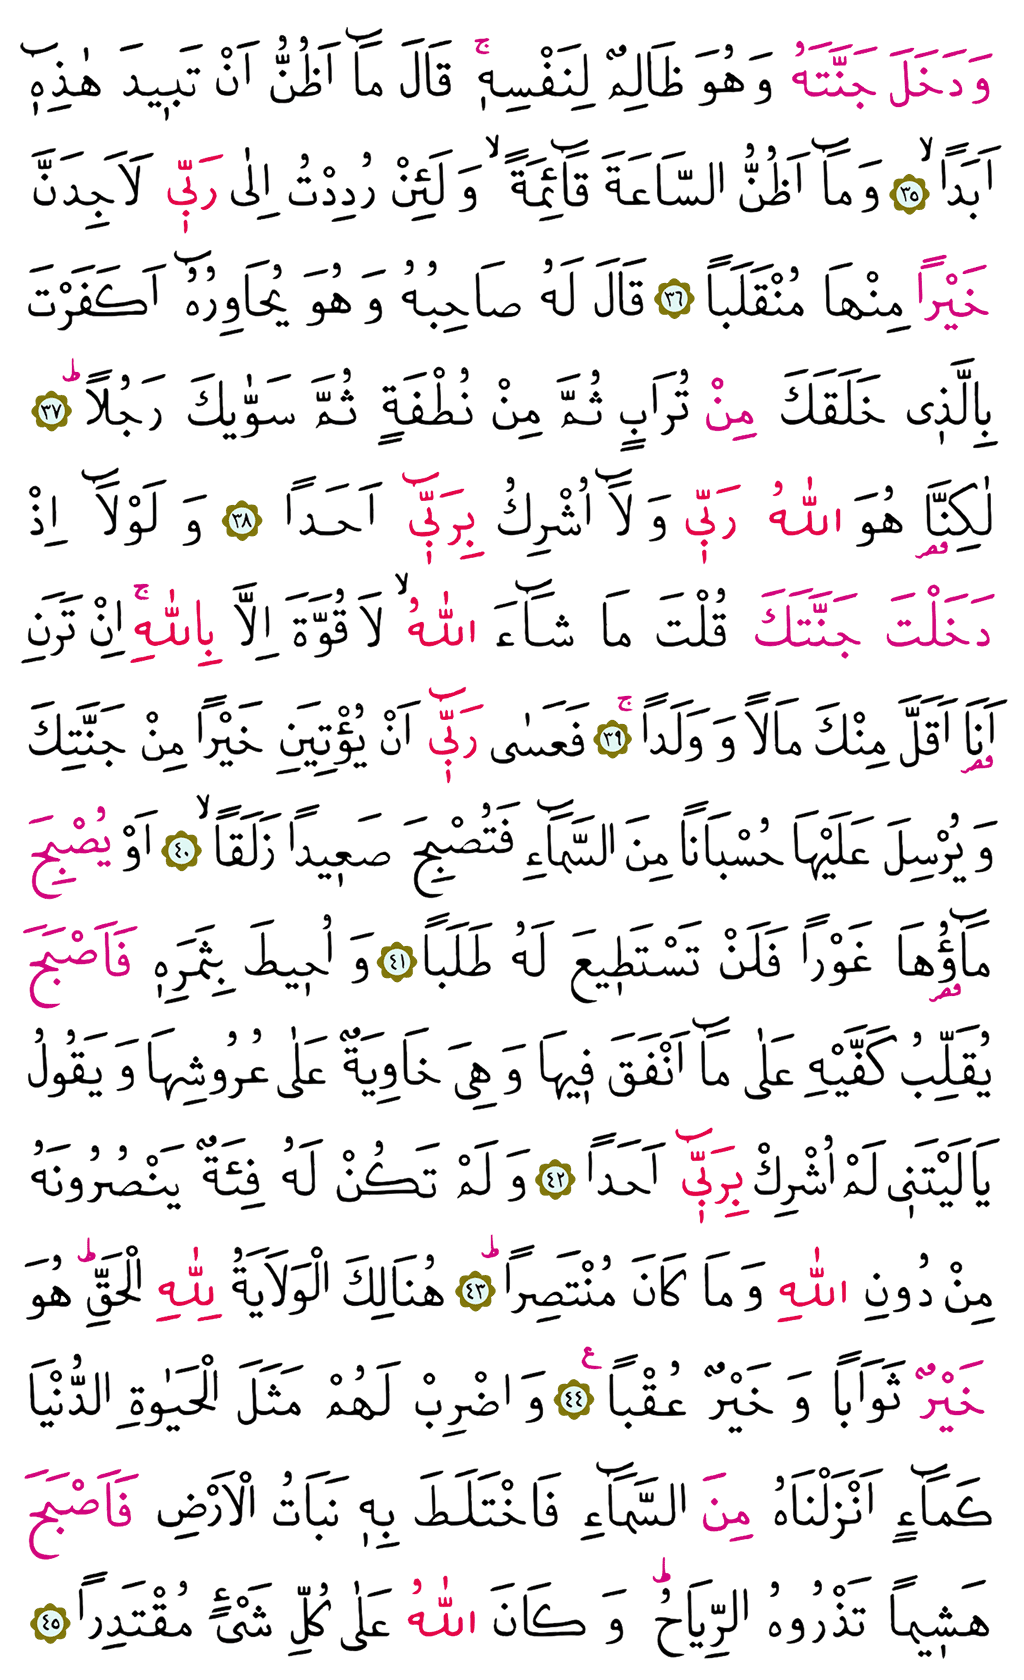 وَدَخَلَ جَنَّتَهُ وَهُوَ ظَالِمٌ لِنَفْسِهٖۚ قَالَ مَٓا اَظُنُّ اَنْ تَبٖيدَ هٰذِهٖٓ
اَبَدًاۙ ﴿٣٥﴾ وَمَٓا اَظُنُّ السَّاعَةَ قَٓائِمَةًۙ وَلَئِنْ رُدِدْتُ اِلٰى رَبّٖي لَاَجِدَنَّ
خَيْرًا مِنْهَا مُنْقَلَبًا ﴿٣٦﴾ قَالَ لَهُ صَاحِبُهُ وَهُوَ يُحَاوِرُهُٓ اَكَفَرْتَ
بِالَّذٖى خَلَقَكَ مِنْ تُرَابٍ ثُمَّ مِنْ نُطْفَةٍ ثُمَّ سَوّٰيكَ رَجُلًاؕ ﴿٣٧﴾
لٰكِنَّا۬ هُوَ اللّٰهُ رَبّٖى وَلَٓا اُشْرِكُ بِرَبّٖٓى اَحَدًا ﴿٣٨﴾ وَلَوْلَٓا اِذْ
دَخَلْتَ جَنَّتَكَ قُلْتَ مَا شَٓاءَ اللّٰهُۙ لَا قُوَّةَ اِلَّا بِاللّٰهِۚ اِنْ تَرَنِ
اَنَا۬ اَقَلَّ مِنْكَ مَالًا وَوَلَدًاۚ ﴿٣٩﴾ فَعَسٰى رَبّٖٓى اَنْ يُؤْتِيَنِ خَيْرًا مِنْ جَنَّتِكَ
وَيُرْسِلَ عَلَيْهَا حُسْبَانًا مِنَ السَّمَٓاءِ فَتُصْبِحَ صَعٖيدًا زَلَقًاۙ ﴿٤٠﴾ اَوْ يُصْبِحَ
مَٓاؤُ۬هَا غَوْرًا فَلَنْ تَسْتَطٖيعَ لَهُ طَلَبًا ﴿٤١﴾ وَاُحٖيطَ بِثَمَرِهٖ فَاَصْبَحَ
يُقَلِّبُ كَفَّيْهِ عَلٰى مَٓا اَنْفَقَ فٖيهَا وَهِىَ خَاوِيَةٌ عَلٰى عُرُوشِهَا وَيَقُولُ
يَالَيْتَنٖى لَمْ اُشْرِكْ بِرَبّٖٓى اَحَدًا ﴿٤٢﴾ وَلَمْ تَكُنْ لَهُ فِئَةٌ يَنْصُرُونَهُ
مِنْ دُونِ اللّٰهِ وَمَا كَانَ مُنْتَصِرًاؕ ﴿٤٣﴾ هُنَالِكَ الْوَلَايَةُ لِلّٰهِ الْحَقِّؕ هُوَ
خَيْرٌ ثَوَابًا وَخَيْرٌ عُقْبًاࣖ ﴿٤٤﴾ وَاضْرِبْ لَهُمْ مَثَلَ الْحَيٰوةِ الدُّنْيَا
كَمَٓاءٍ اَنْزَلْنَاهُ مِنَ السَّمَٓاءِ فَاخْتَلَطَ بِهٖ نَبَاتُ الْاَرْضِ فَاَصْبَحَ
هَشٖيمًا تَذْرُوهُ الرِّيَاحُؕ وَكَانَ اللّٰهُ عَلٰى كُلِّ شَیْءٍ مُقْتَدِرًا ﴿٤٥﴾